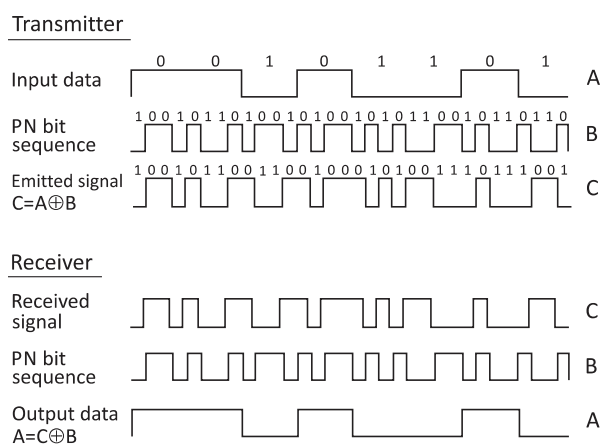 Transmitter
0 0 1 0 1 1 0 1
Input data A
1 0 0 1 0 1 1 0 1 0 0 1 0 1 0 0 1 0 1 0 1 1 0 0 1 0 1 1 0 1 1 0
PN bit
sequence B
1 0 0 1 0 1 1 0 0 1 1 0 0 1 0 0 0 1 0 1 0 0 1 1 1 0 1 1 1 0 0 1
Emitted signal
C=A⊕B C
Receiver
Received
signal C
PN bit
sequence B
Output data
A=C⊕B A